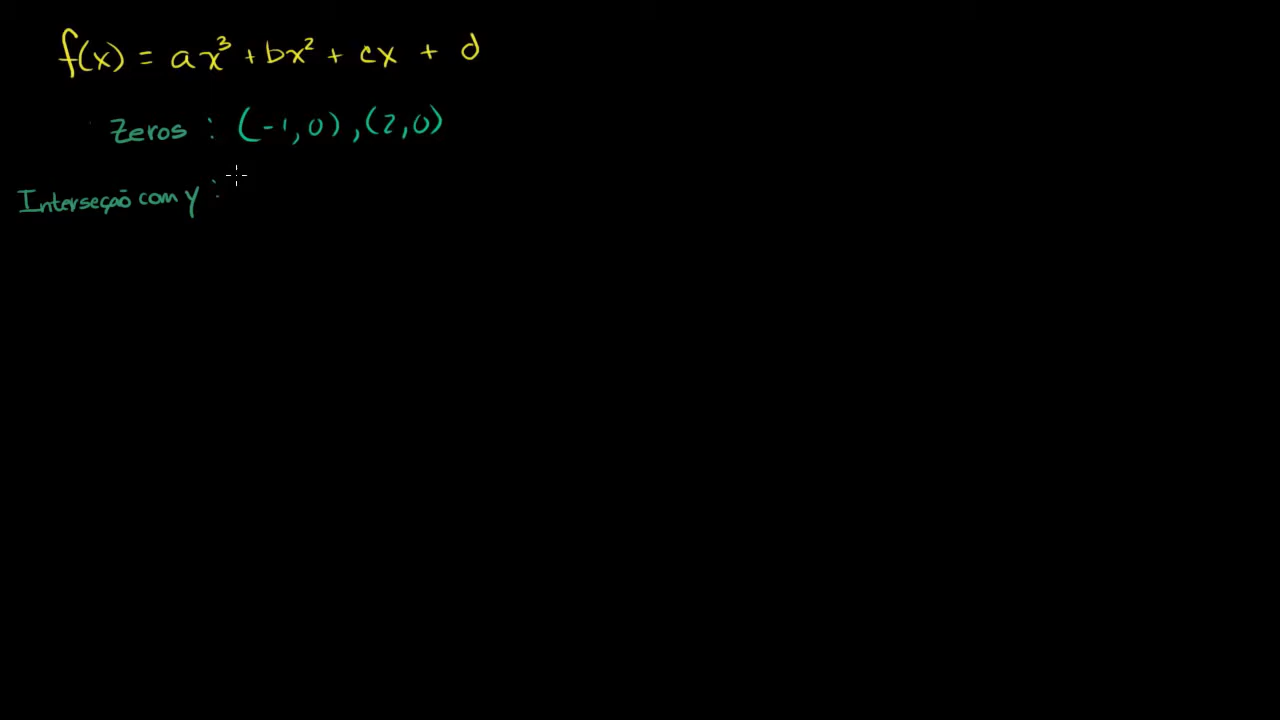 f(x) = ax³ + bx² + cx + d
Zeros : (-1,0) , (2,0)
Interseção com y :